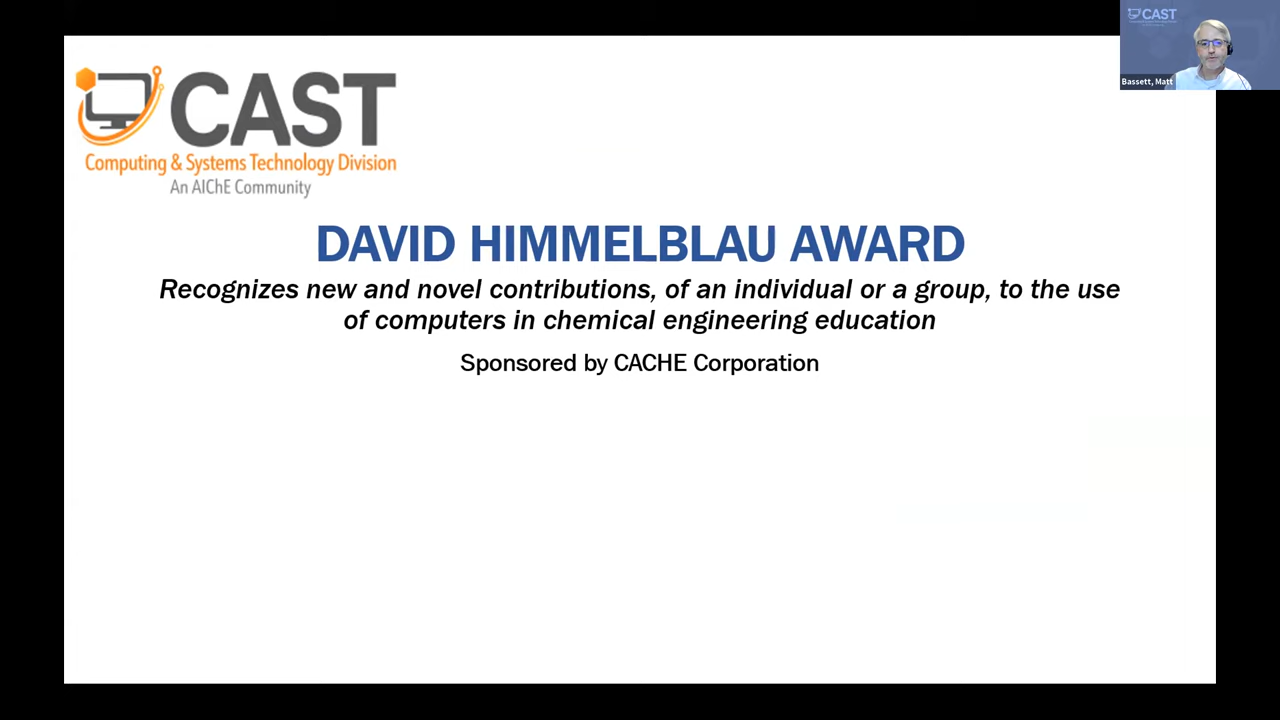 CAST
Computing & Systems Technology Division
An AIChE Community
DAVID HIMMELBLAU AWARD
Recognizes new and novel contributions, of an individual or a group, to the use
of computers in chemical engineering education
Sponsored by CACHE Corporation
CAST
Bassett, Matt